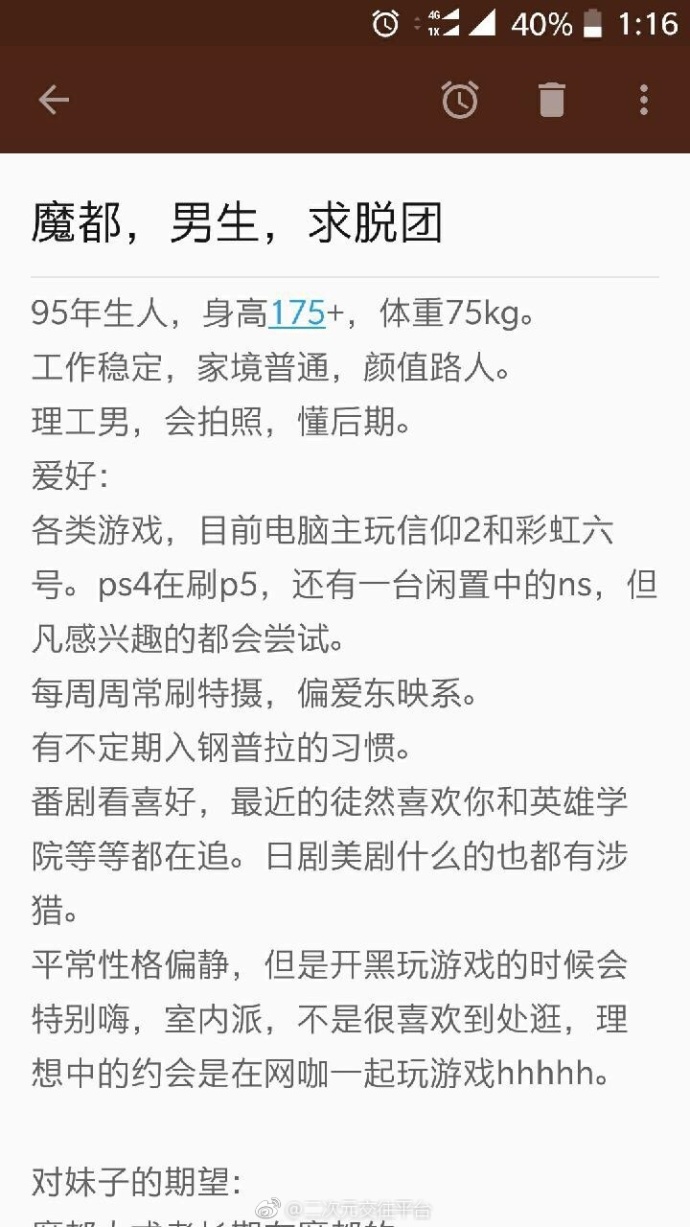 4G
1X
40%
1:16
魔都，男生，求脱团
95年生人，身高175+，体重75kg。
工作稳定，家境普通，颜值路人。
理工男，会拍照，懂后期。
爱好：
各类游戏，目前电脑主玩信仰2和彩虹六
号。ps4在刷p5，还有一台闲置中的ns，但
凡感兴趣的都会尝试。
每周周常刷特摄，偏爱东映系。
有不定期入钢普拉的习惯。
番剧看喜好，最近的徒然喜欢你和英雄学
院等等都在追。日剧美剧什么的也都有涉
猎。
平常性格偏静，但是开黑玩游戏的时候会
特别嗨，室内派，不是很喜欢到处逛，理
想中的约会是在网咖一起玩游戏hhhhh。
对妹子的期望：
@二次元交往平台